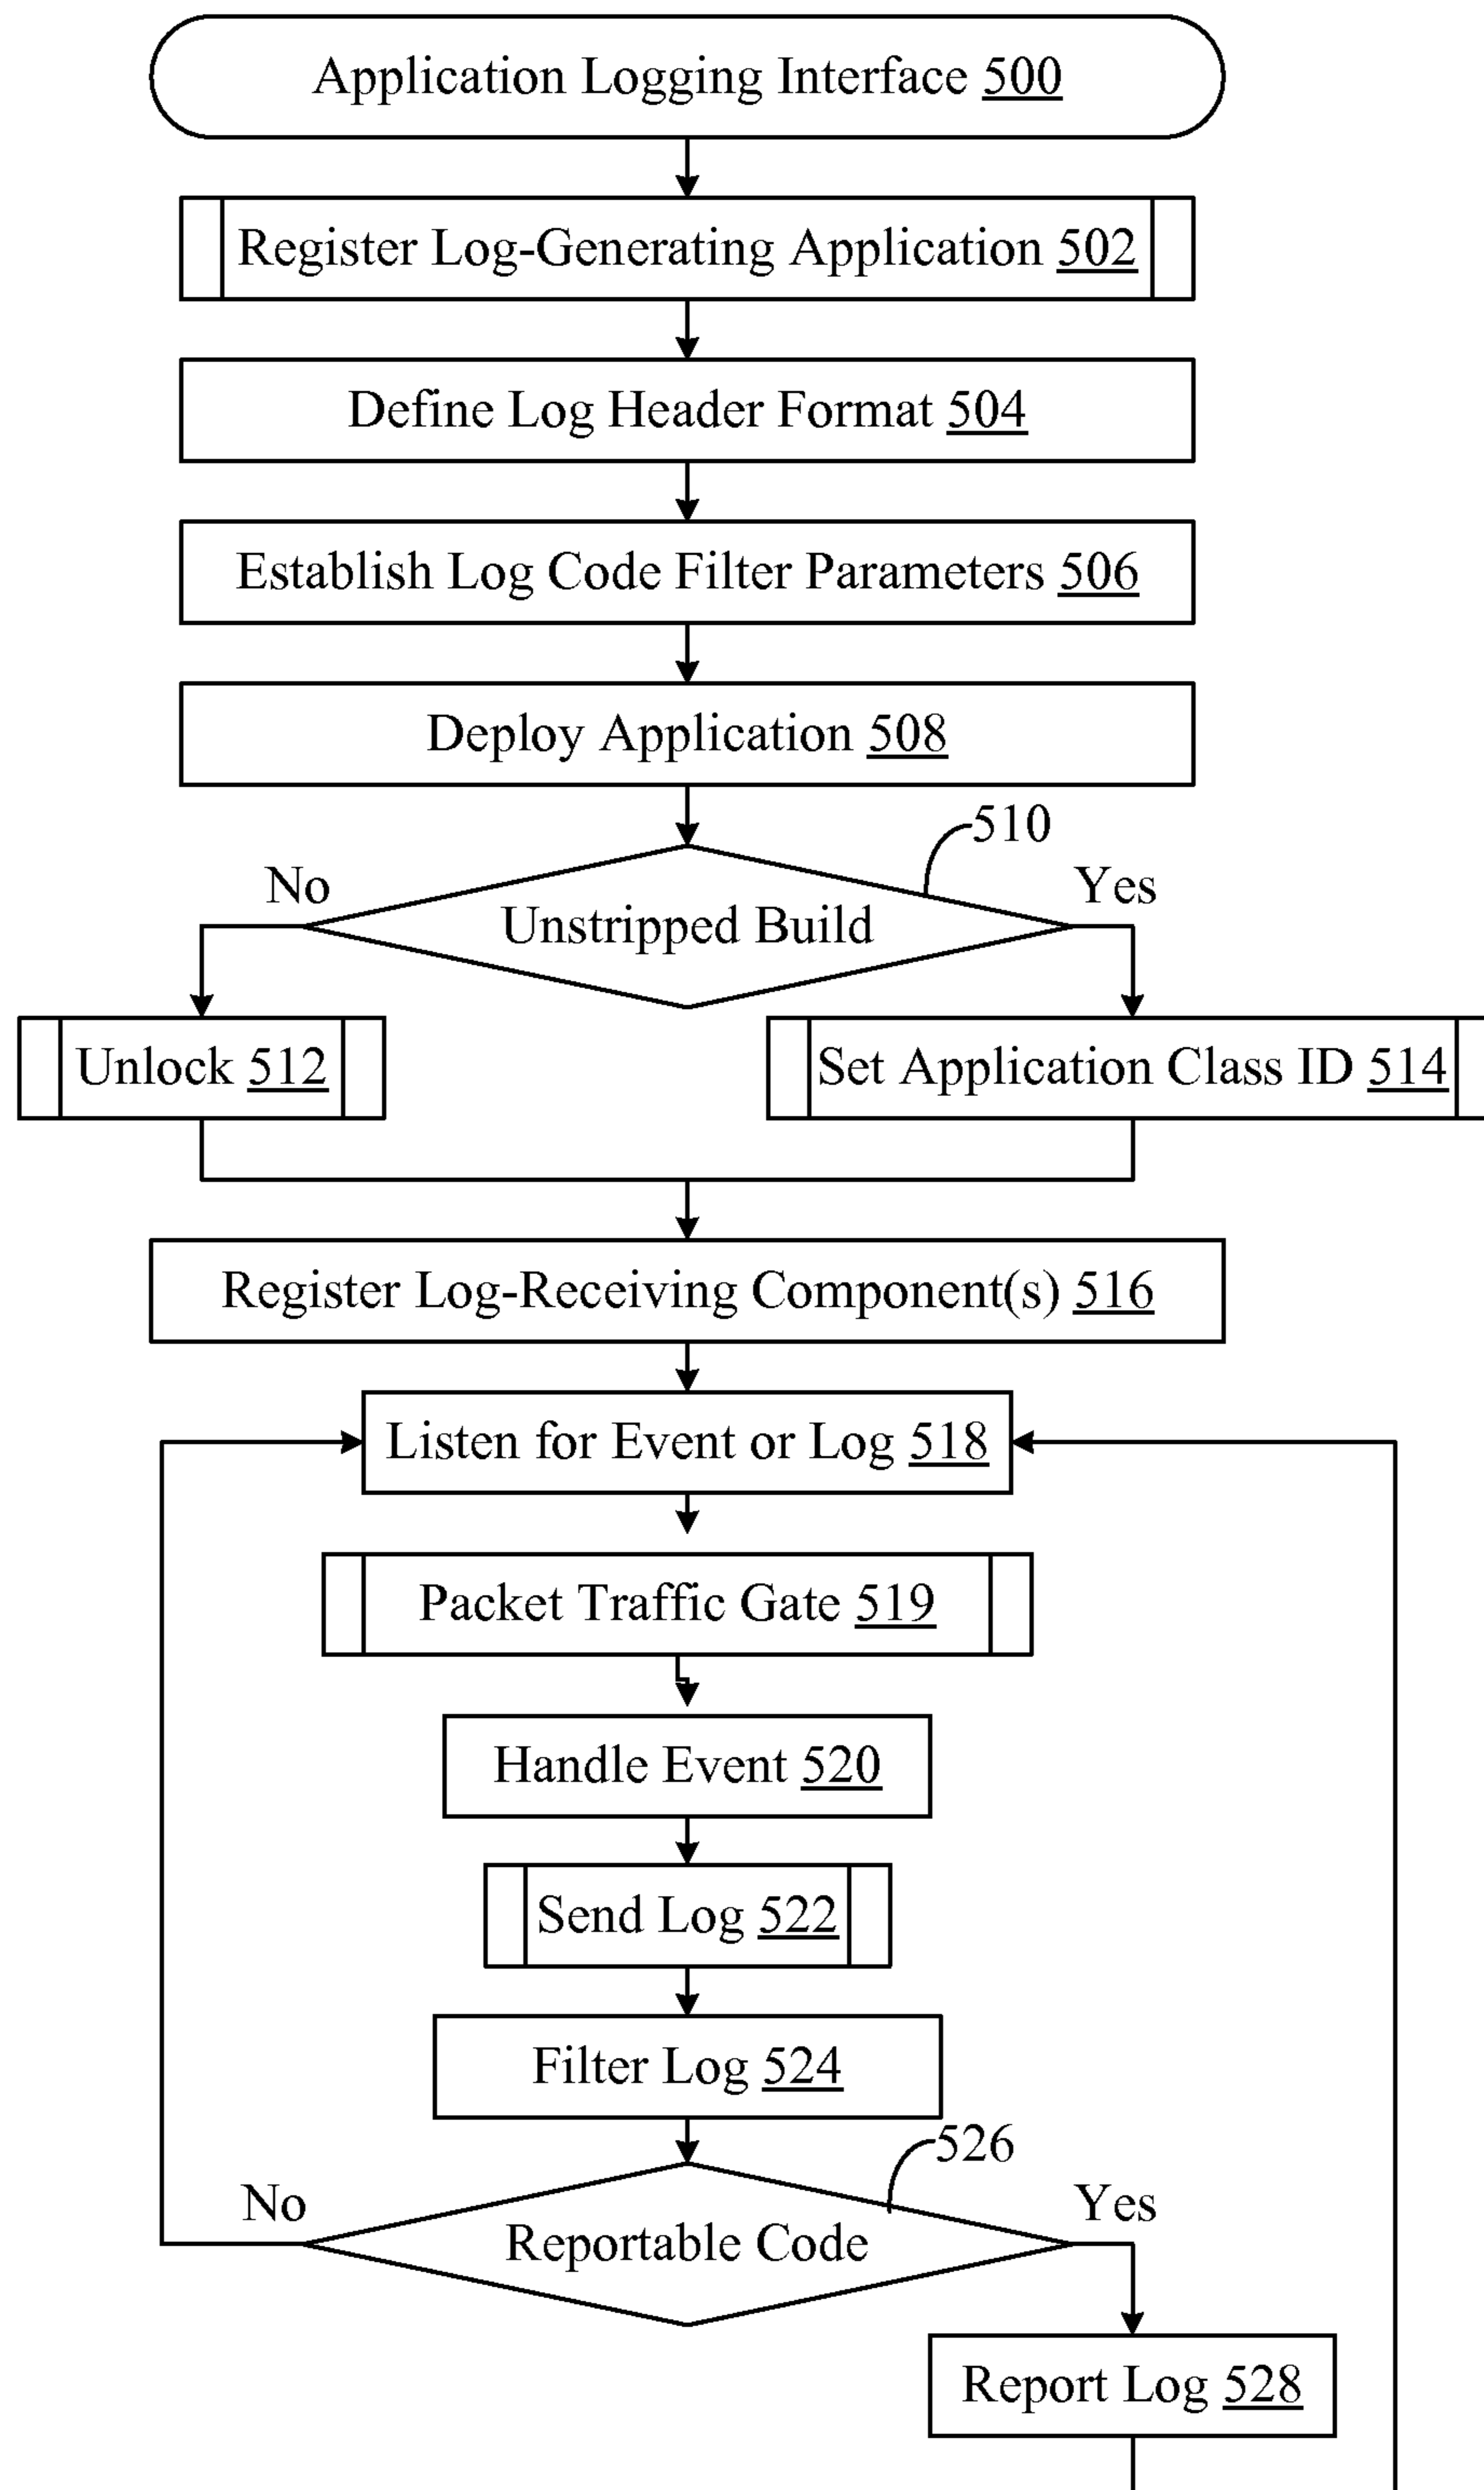 Application Logging Interface 500
Register Log-Generating Application 502
Define Log Header Format 504
Establish Log Code Filter Parameters 506
Deploy Application 508
510
No
Yes
Unstripped Build
Unlock 512
Set Application Class ID 514
Register Log-Receiving Component(s) 516
Listen for Event or Log 518
Packet Traffic Gate 519
Handle Event 520
Send Log 522
Filter Log 524
526
No
Yes
Reportable Code
Report Log 528